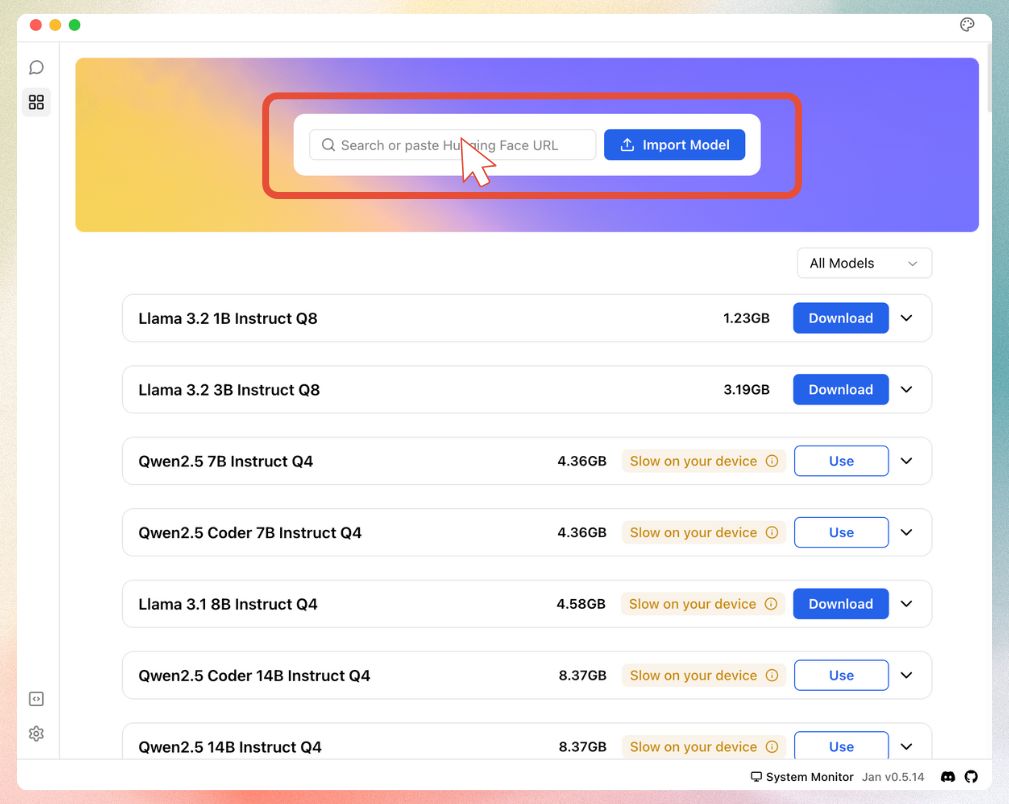 Search or paste Hugging Face URL
Import Model
All Models
Llama 3.2 1B Instruct Q8 1.23GB Download
Llama 3.2 3B Instruct Q8 3.19GB Download
Qwen2.5 7B Instruct Q4 4.36GB Slow on your device Use
Qwen2.5 Coder 7B Instruct Q4 4.36GB Slow on your device Use
Llama 3.1 8B Instruct Q4 4.58GB Slow on your device Download
Qwen2.5 Coder 14B Instruct Q4 8.37GB Slow on your device Use
Qwen2.5 14B Instruct Q4 8.37GB Slow on your device Use
System Monitor Jan v0.5.14